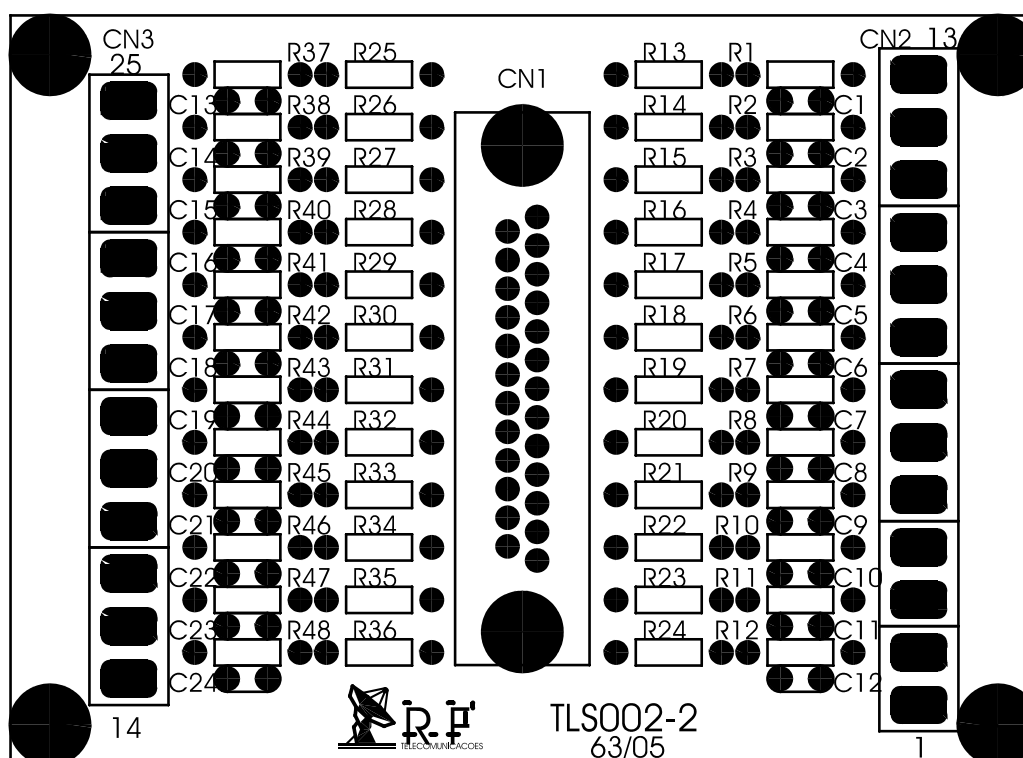 CN3 CN2 13
25 R37 R25 R13 R1
CN1
C13 R38 R26 R14 R2 C1
C14 R39 R27 R15 R3 C2
C15 R40 R28 R16 R4 C3
C16 R41 R29 R17 R5 C4
C17 R42 R30 R18 R6 C5
C18 R43 R31 R19 R7 C6
C19 R44 R32 R20 R8 C7
C20 R45 R33 R21 R9 C8
C21 R46 R34 R22 R10 C9
C22 R47 R35 R23 R11 C10
C23 R48 R36 R24 R12 C11
C24 C12
14 R-P TLS002-2 1
TELECOMUNICACOES 63/05